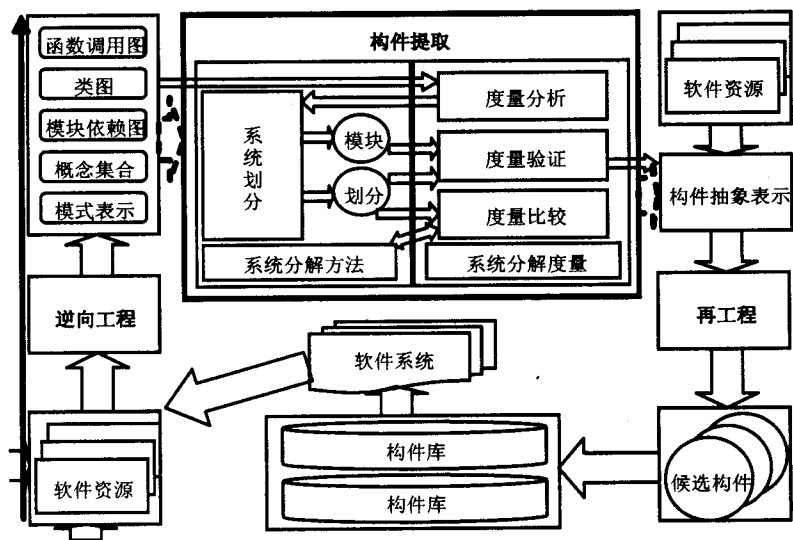 函数调用图
类图
模块依赖图
概念集合
模式表示
逆向工程
软件资源
构件提取
系统划分
模块
划分
系统分解方法
度量分析
度量验证
度量比较
系统分解度量
软件资源
构件抽象表示
再工程
候选构件
软件系统
构件库
构件库